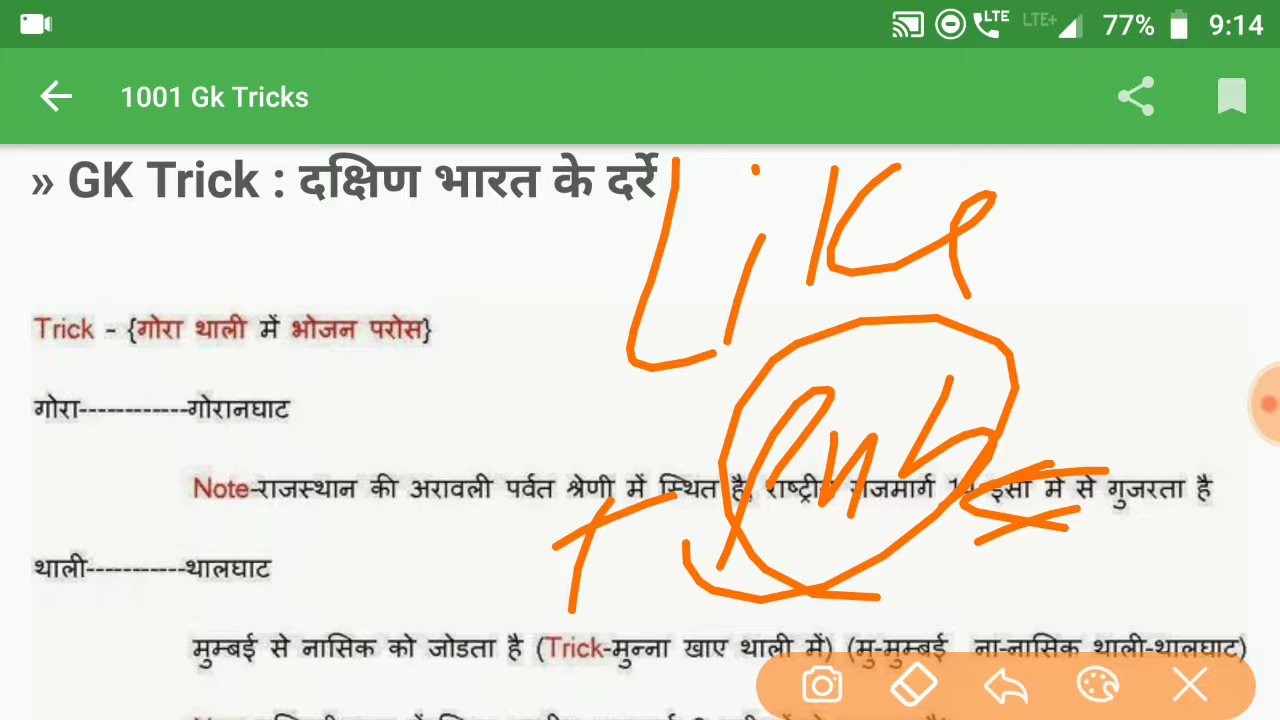 77% 9:14
1001 Gk Tricks
» GK Trick : दक्षिण भारत के दर्रे
Like
Trick - {गोरा थाली में भोजन परोस}
गोरा------------गोरानघाट
Note-राजस्थान की अरावली पर्वत श्रेणी में स्थित है, राष्ट्रीय राजमार्ग इसी में से गुजरता है
थाली-----------थालघाट
मुम्बई से नासिक को जोडता है (Trick-मुन्ना खाए थाली में) (मु-मुम्बई ना-नासिक थाली-थालघाट)